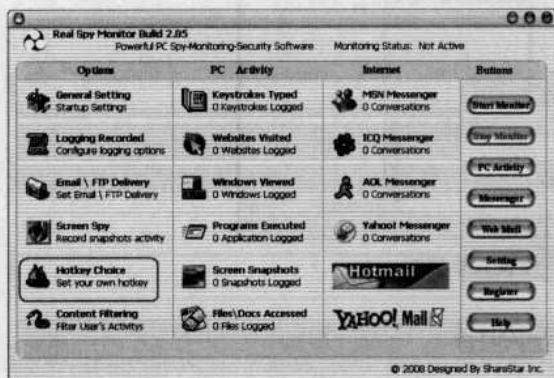 Real Spy Monitor Build 2.85
Powerful PC Spy-Monitoring-Security Software Monitoring Status: Not Active
Options PC Activity Internet Buttons
General Setting
Startup Settings
Keystrokes Typed
0 Keystrokes Logged
MSN Messenger
0 Conversations
Start Monitor
Logging Recorded
Configure logging options
Websites Visited
0 Websites Logged
ICQ Messenger
0 Conversations
Stop Monitor
PC Activity
Email \ FTP Delivery
Set Email \ FTP Delivery
Windows Viewed
0 Windows Logged
AOL Messenger
0 Conversations
Messenger
Screen Spy
Record snapshots activity
Programs Executed
0 Application Logged
Yahoo! Messenger
0 Conversations
Web Mail
Hotkey Choice
Set your own hotkey
Screen Snapshots
0 Snapshots Logged
Hotmail
Setting
Register
Content Filtering
Filter User's Activitys
Files\Docs Accessed
0 Files Logged
YAHOO! Mail
Help
© 2008 Designed By ShareStar Inc.